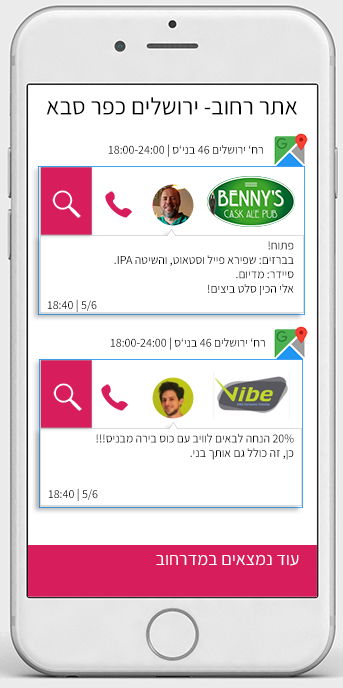 אתר רחוב- ירושלים כפר סבא
רח' ירושלים 46 בני'ס | 18:00-24:00
BENNY'S
CASK ALE PUB
פתוח!
בברזים: שפירא פייל וסטאוט, והשיטה IPA.
סיידר: מדיום.
אלי הכין סלט ביצים!
18:40 | 5/6
רח' ירושלים 46 בני'ס | 18:00-24:00
Vibe
20% הנחה לבאים לוויב עם כוס בירה מבניס!!!
כן, זה כולל גם אותך בני.
18:40 | 5/6
עוד נמצאים במדרחוב